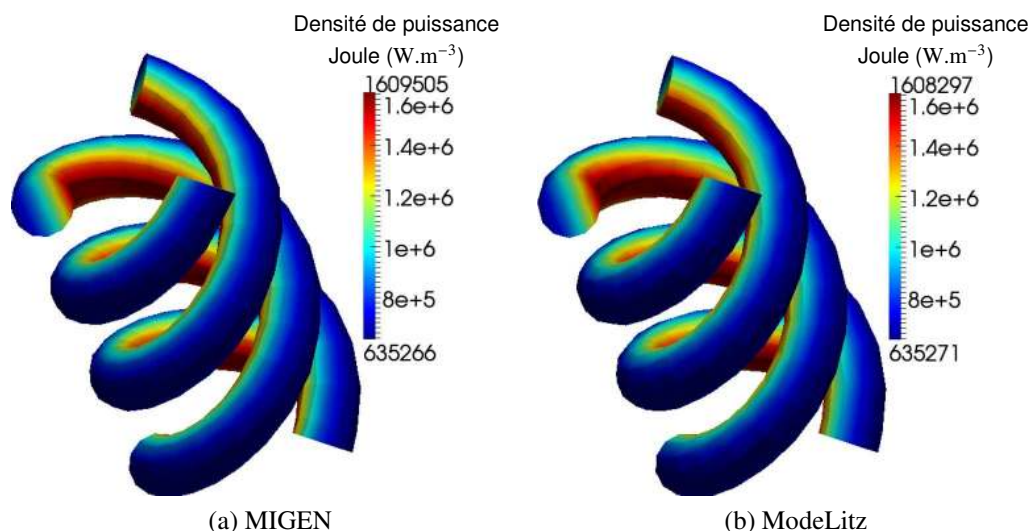 Densité de puissance
Joule (W.m⁻³)
1609505
1.6e+6
1.4e+6
1.2e+6
1e+6
8e+5
635266
(a) MIGEN
Densité de puissance
Joule (W.m⁻³)
1608297
1.6e+6
1.4e+6
1.2e+6
1e+6
8e+5
635271
(b) ModeLitz